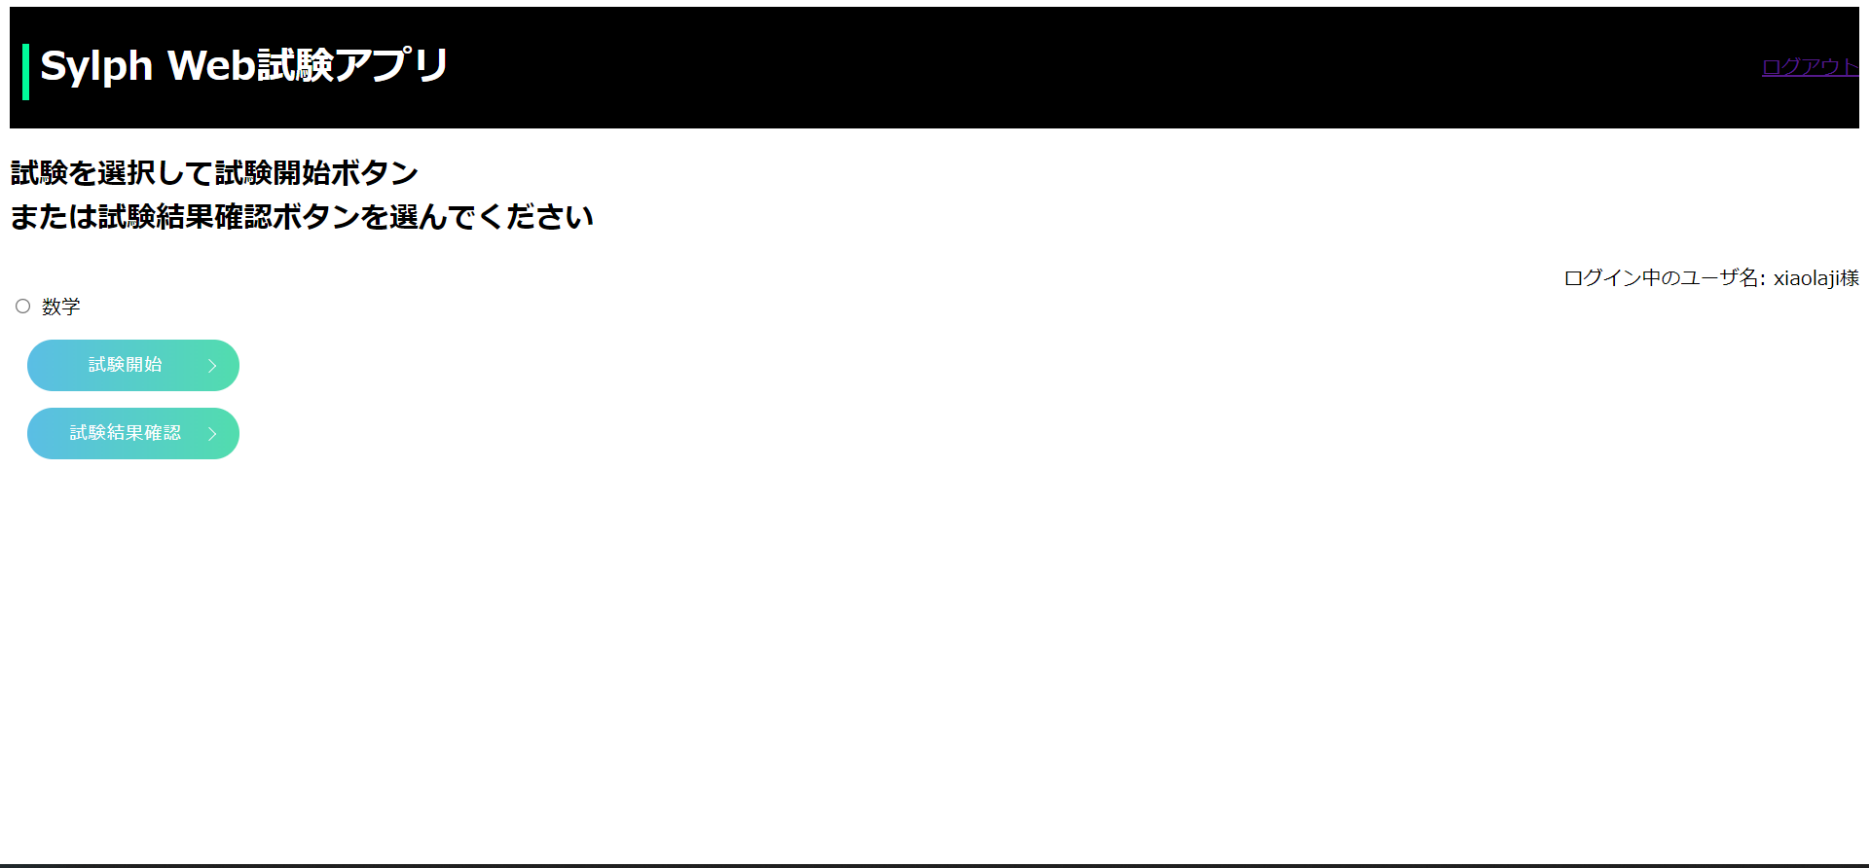 Sylph Web試験アプリ
ログアウト
試験を選択して試験開始ボタン
または試験結果確認ボタンを選んでください
ログイン中のユーザ名: xiaolaji様
数学
試験開始
試験結果確認